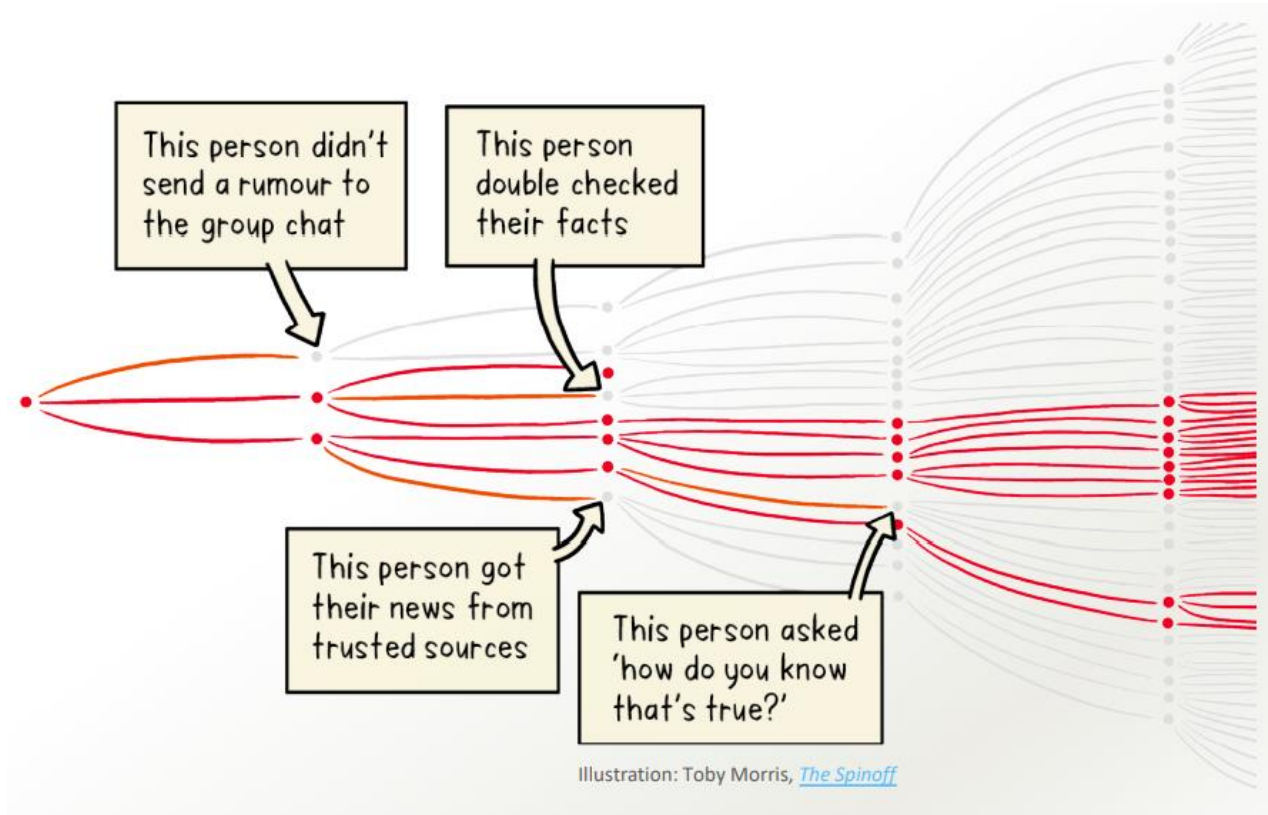 This person didn't
send a rumour to
the group chat
This person
double checked
their facts
This person got
their news from
trusted sources
This person asked
'how do you know
that's true?'
Illustration: Toby Morris, The Spinoff